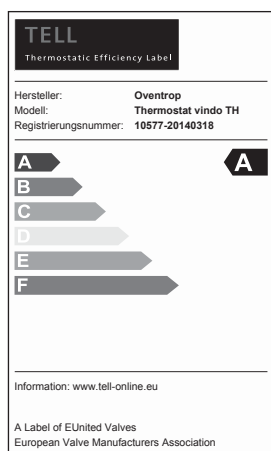 TELL
Thermostatic Efficiency Label
Hersteller: Oventrop
Modell: Thermostat vindo TH
Registrierungsnummer: 10577-20140318
A A
B
C
D
E
F
Information: www.tell-online.eu
A Label of EUnited Valves
European Valve Manufacturers Association